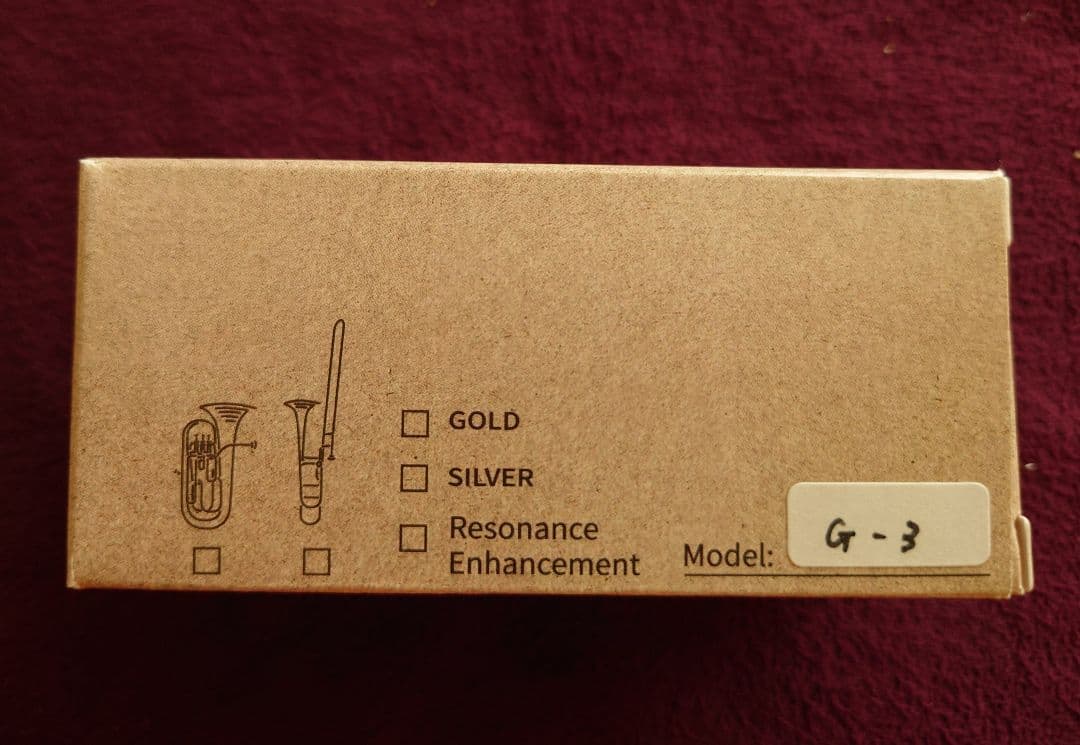 GOLD
SILVER
Resonance
Enhancement
Model: G-3